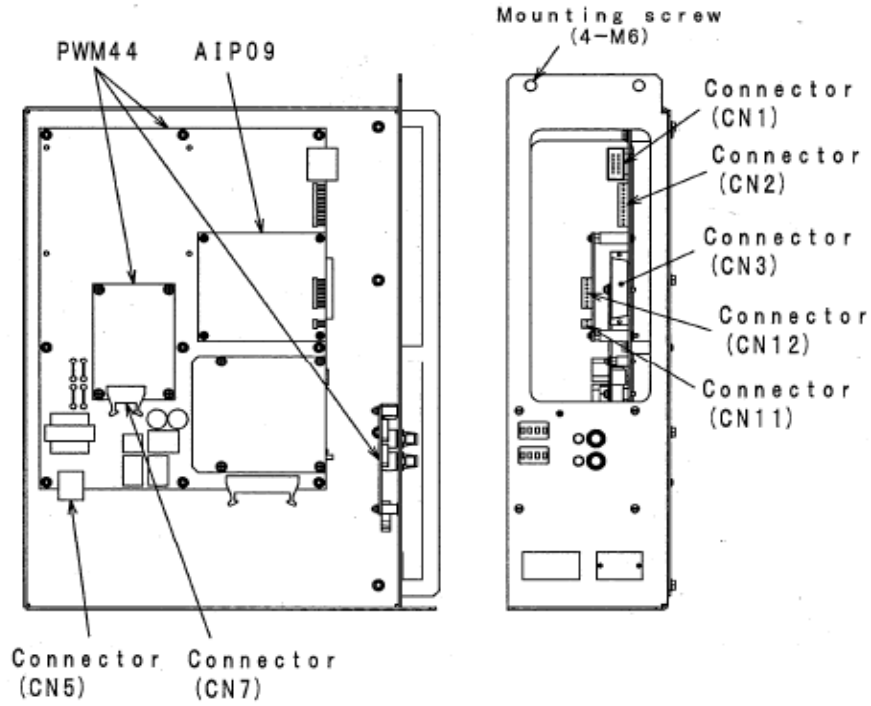 Mounting screw
(4-M6)
PWM44
AIP09
Connector
(CN1)
Connector
(CN2)
Connector
(CN3)
Connector
(CN12)
Connector
(CN11)
Connector
(CN5)
Connector
(CN7)